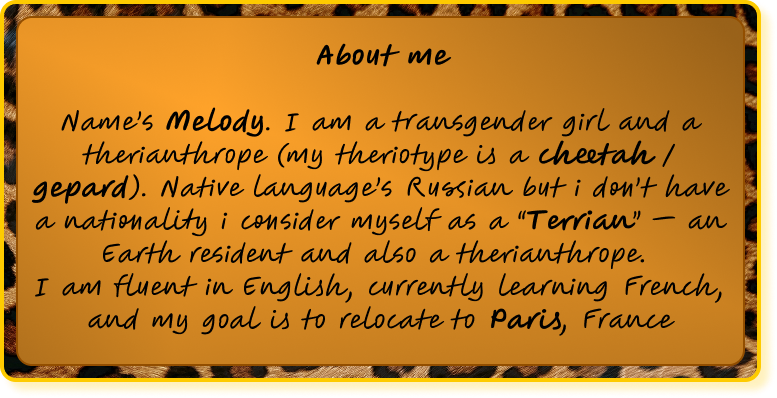 About me
Name's Melody. I am a transgender girl and a
therianthrope (my theriotype is a cheetah /
gepard). Native language's Russian but i don't have
a nationality i consider myself as a "Terrian" — an
Earth resident and also a therianthrope.
I am fluent in English, currently learning French,
and my goal is to relocate to Paris, France